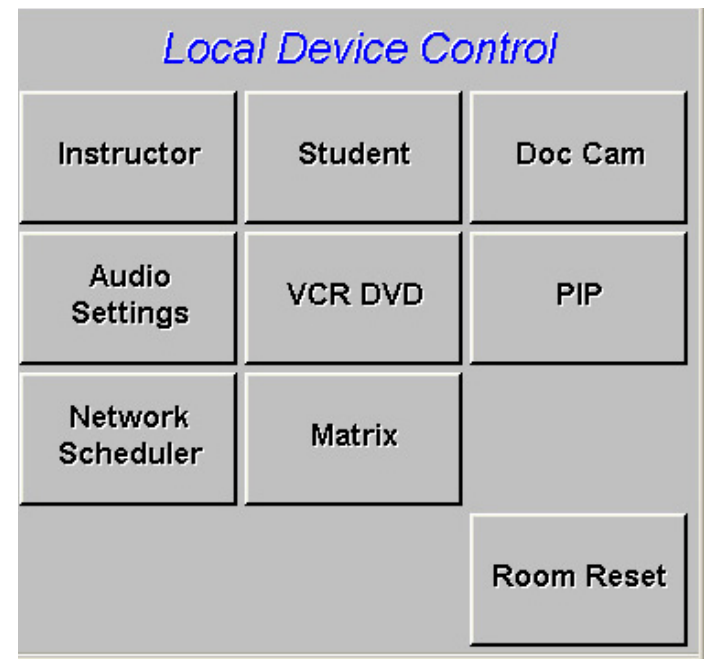 Local Device Control
Instructor
Student
Doc Cam
Audio
Settings
VCR DVD
PIP
Network
Scheduler
Matrix
Room Reset